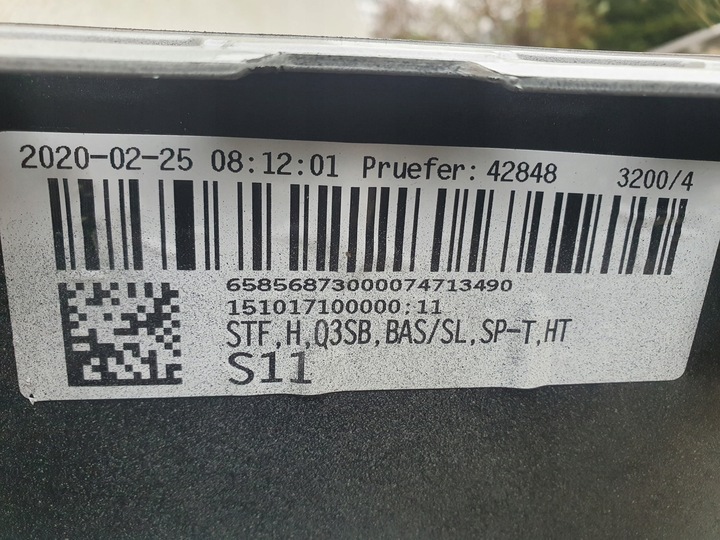 2020-02-25 08:12:01 Pruefer: 42848 3200/4
65856873000074713490
151017100000:11
STF,H,Q3SB,BAS/SL,SP-T,HT
S11